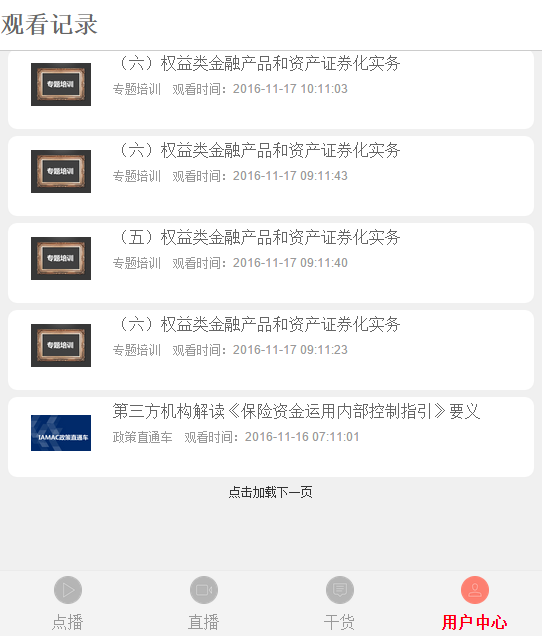 观看记录
（六）权益类金融产品和资产证券化实务
专题培训
专题培训 观看时间：2016-11-17 10:11:03
（六）权益类金融产品和资产证券化实务
专题培训
专题培训 观看时间：2016-11-17 09:11:43
（五）权益类金融产品和资产证券化实务
专题培训
专题培训 观看时间：2016-11-17 09:11:40
（六）权益类金融产品和资产证券化实务
专题培训
专题培训 观看时间：2016-11-17 09:11:23
第三方机构解读《保险资金运用内部控制指引》要义
IAMAC政策直通车
政策直通车 观看时间：2016-11-16 07:11:01
点击加载下一页
点播 直播 干货 用户中心